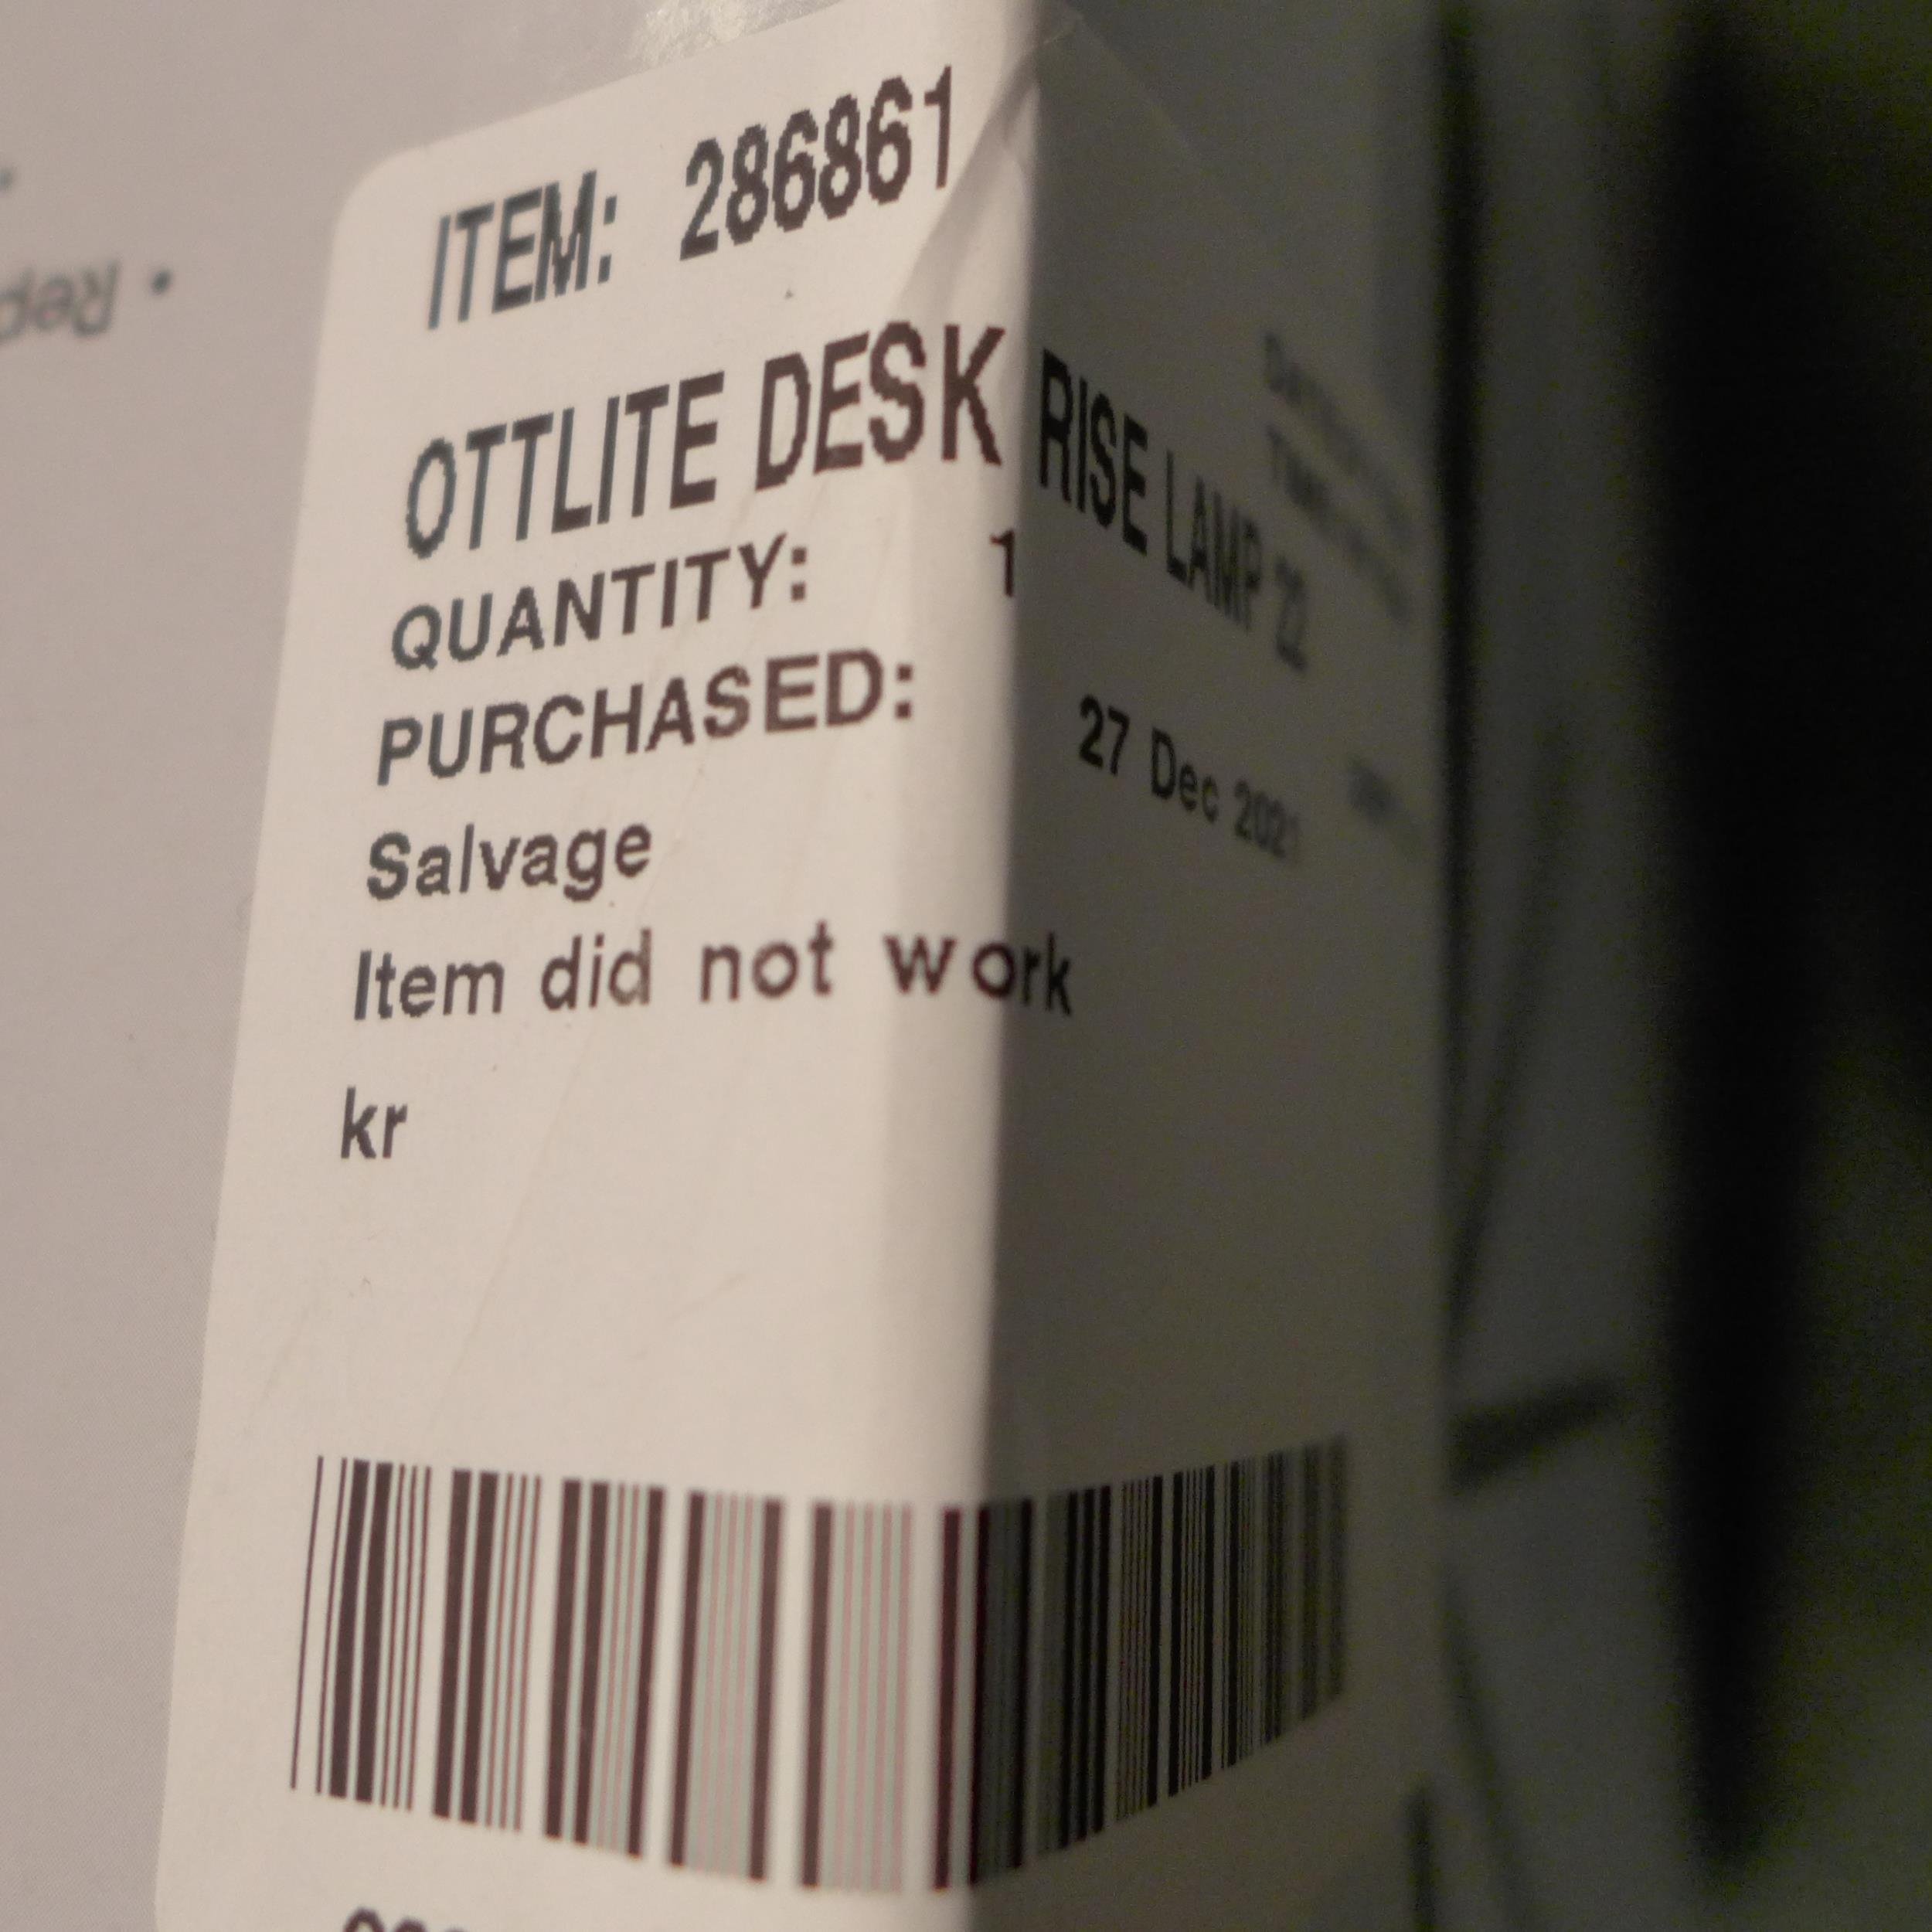 Rep
ITEM: 286861
OTTLITE DESK RISE LAMP 22
QUANTITY: 1
PURCHASED: 27 Dec 2021
Salvage
Item did not work
kr